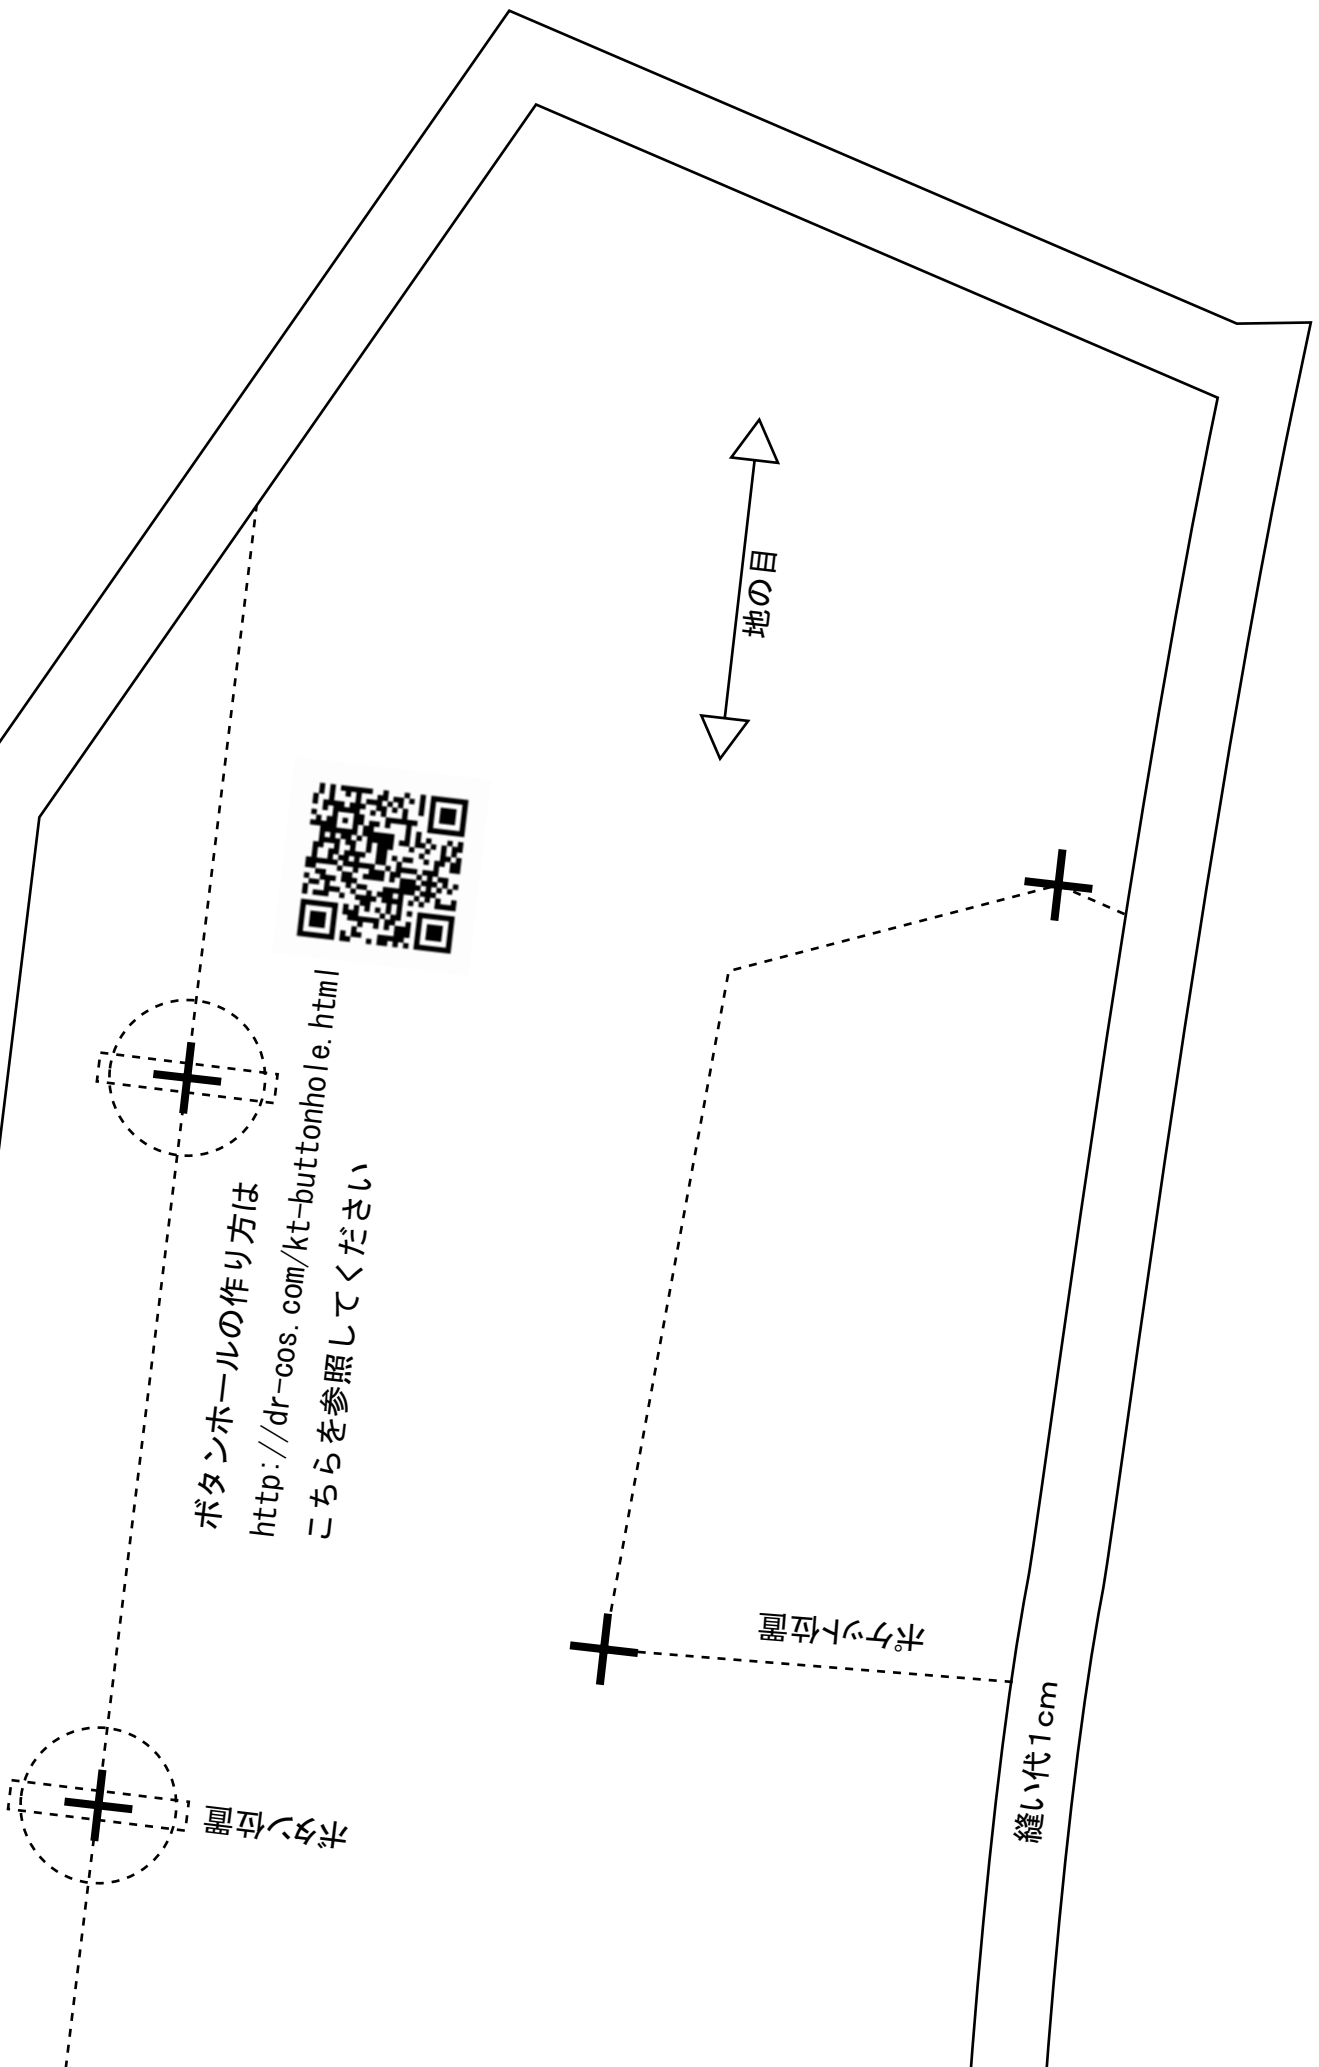 地の目
ボタンホールの作り方は
http://dr-cos.com/kt-buttonhole.html
こちらを参照してください
ポケット位置
縫い代1cm
ボタン位置